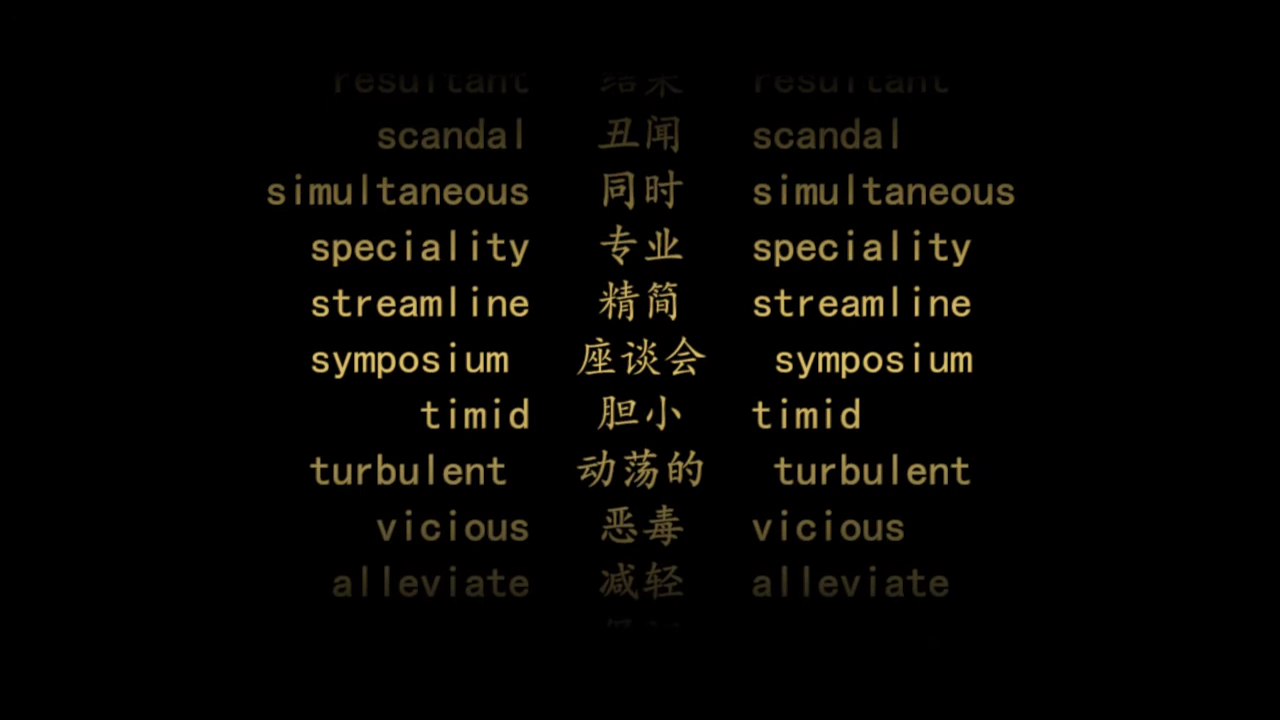 resultant 结果 resultant
scandal 丑闻 scandal
simultaneous 同时 simultaneous
speciality 专业 speciality
streamline 精简 streamline
symposium 座谈会 symposium
timid 胆小 timid
turbulent 动荡的 turbulent
vicious 恶毒 vicious
alleviate 减轻 alleviate